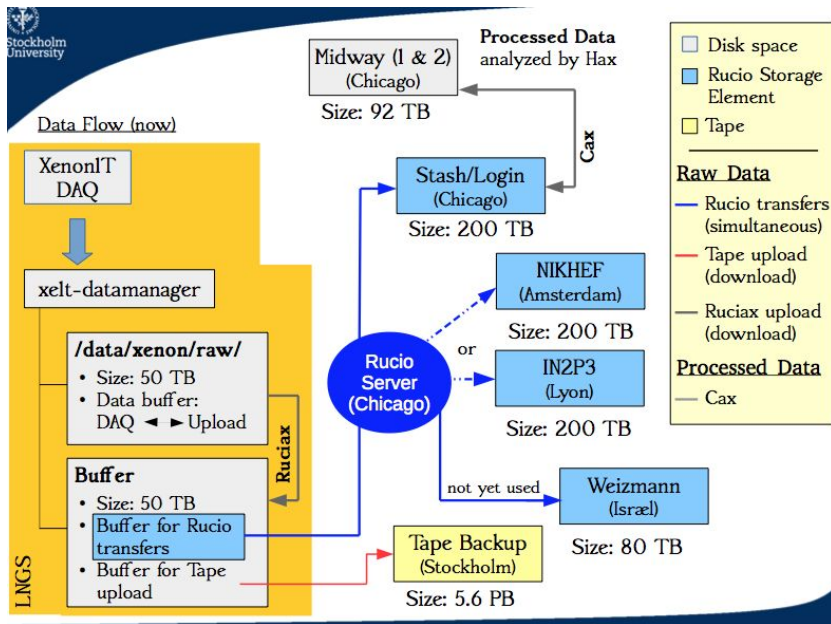 Stockholm
University
Data Flow (now)
Xenon1T
DAQ
xelt-datamanager
/data/xenon/raw/
• Size: 50 TB
• Data buffer:
DAQ ◄─► Upload
Ruciax
Buffer
• Size: 50 TB
• Buffer for Rucio
transfers
• Buffer for Tape
upload
LNGS
Midway (1 & 2)
(Chicago)
Size: 92 TB
Processed Data
analyzed by Hax
Cax
Stash/Login
(Chicago)
Size: 200 TB
NIKHEF
(Amsterdam)
Size: 200 TB
or
IN2P3
(Lyon)
Size: 200 TB
Rucio
Server
(Chicago)
not yet used
Weizmann
(Israel)
Size: 80 TB
Tape Backup
(Stockholm)
Size: 5.6 PB
Disk space
Rucio Storage
Element
Tape
Raw Data
Rucio transfers
(simultaneous)
Tape upload
(download)
Ruciax upload
(download)
Processed Data
Cax